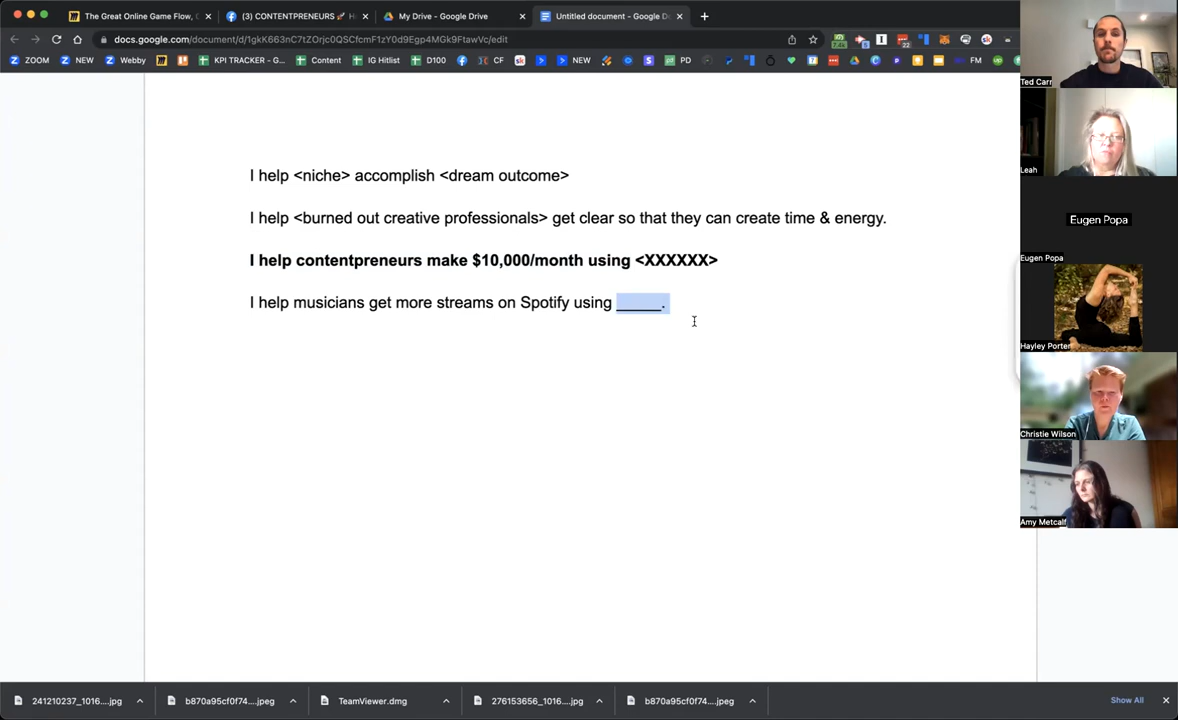 The Great Online Game Flow, C
(3) CONTENTPRENEURS 🚀 H
My Drive - Google Drive
Untitled document - Google D
docs.google.com/document/d/1gkK663nC7tZOrjc0QSCfcmF1zY0d9Egp4MGk9FtawVc/edit
ZOOM
NEW
Webby
KPI TRACKER - G...
Content
IG Hitlist
D100
CF
NEW
PD
FM
I help <niche> accomplish <dream outcome>
I help <burned out creative professionals> get clear so that they can create time & energy.
I help contentpreneurs make $10,000/month using <XXXXXX>
I help musicians get more streams on Spotify using _____.
Ted Carr
Leah
Eugen Popa
Eugen Popa
Hayley Porter
Christie Wilson
Amy Metcalf
241210237_1016....jpg
b870a95cf0f74....jpeg
TeamViewer.dmg
276153656_1016....jpg
b870a95cf0f74....jpeg
Show All